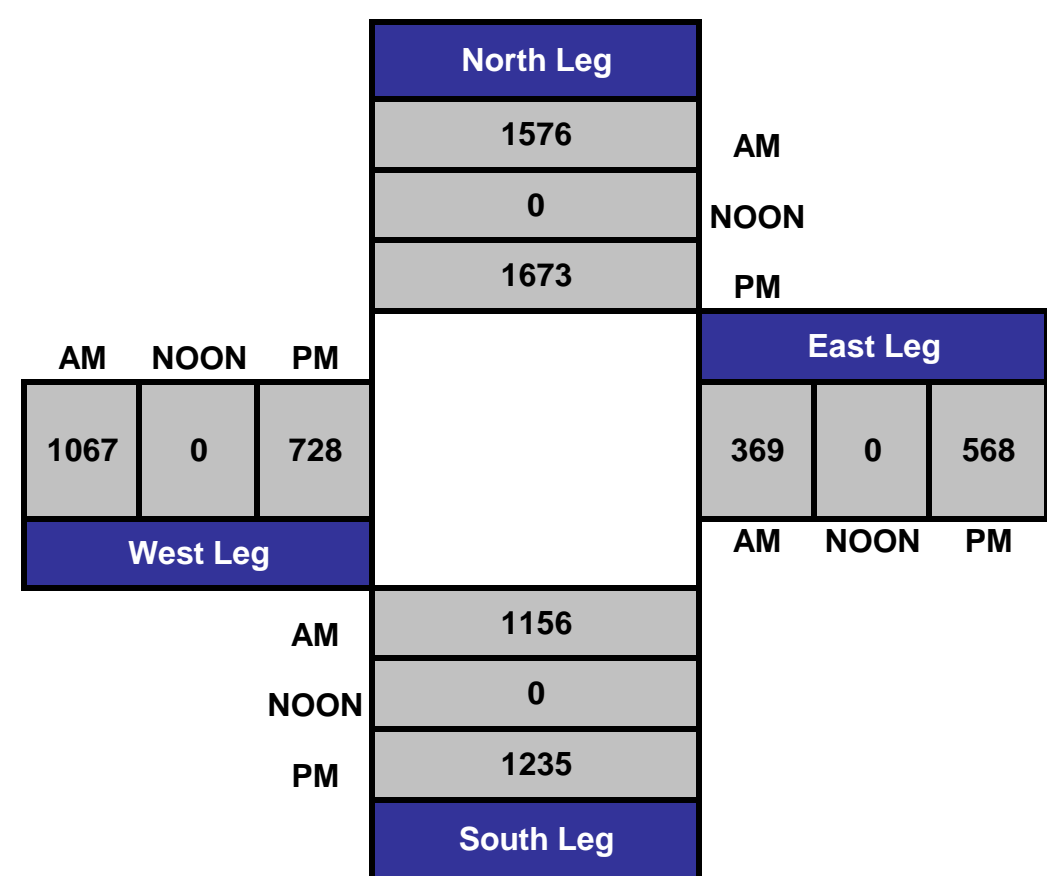 North Leg
1576
AM
0
NOON
1673
PM
East Leg
AM NOON PM
1067 0 728
369 0 568
West Leg
AM NOON PM
AM
1156
NOON
0
PM
1235
South Leg